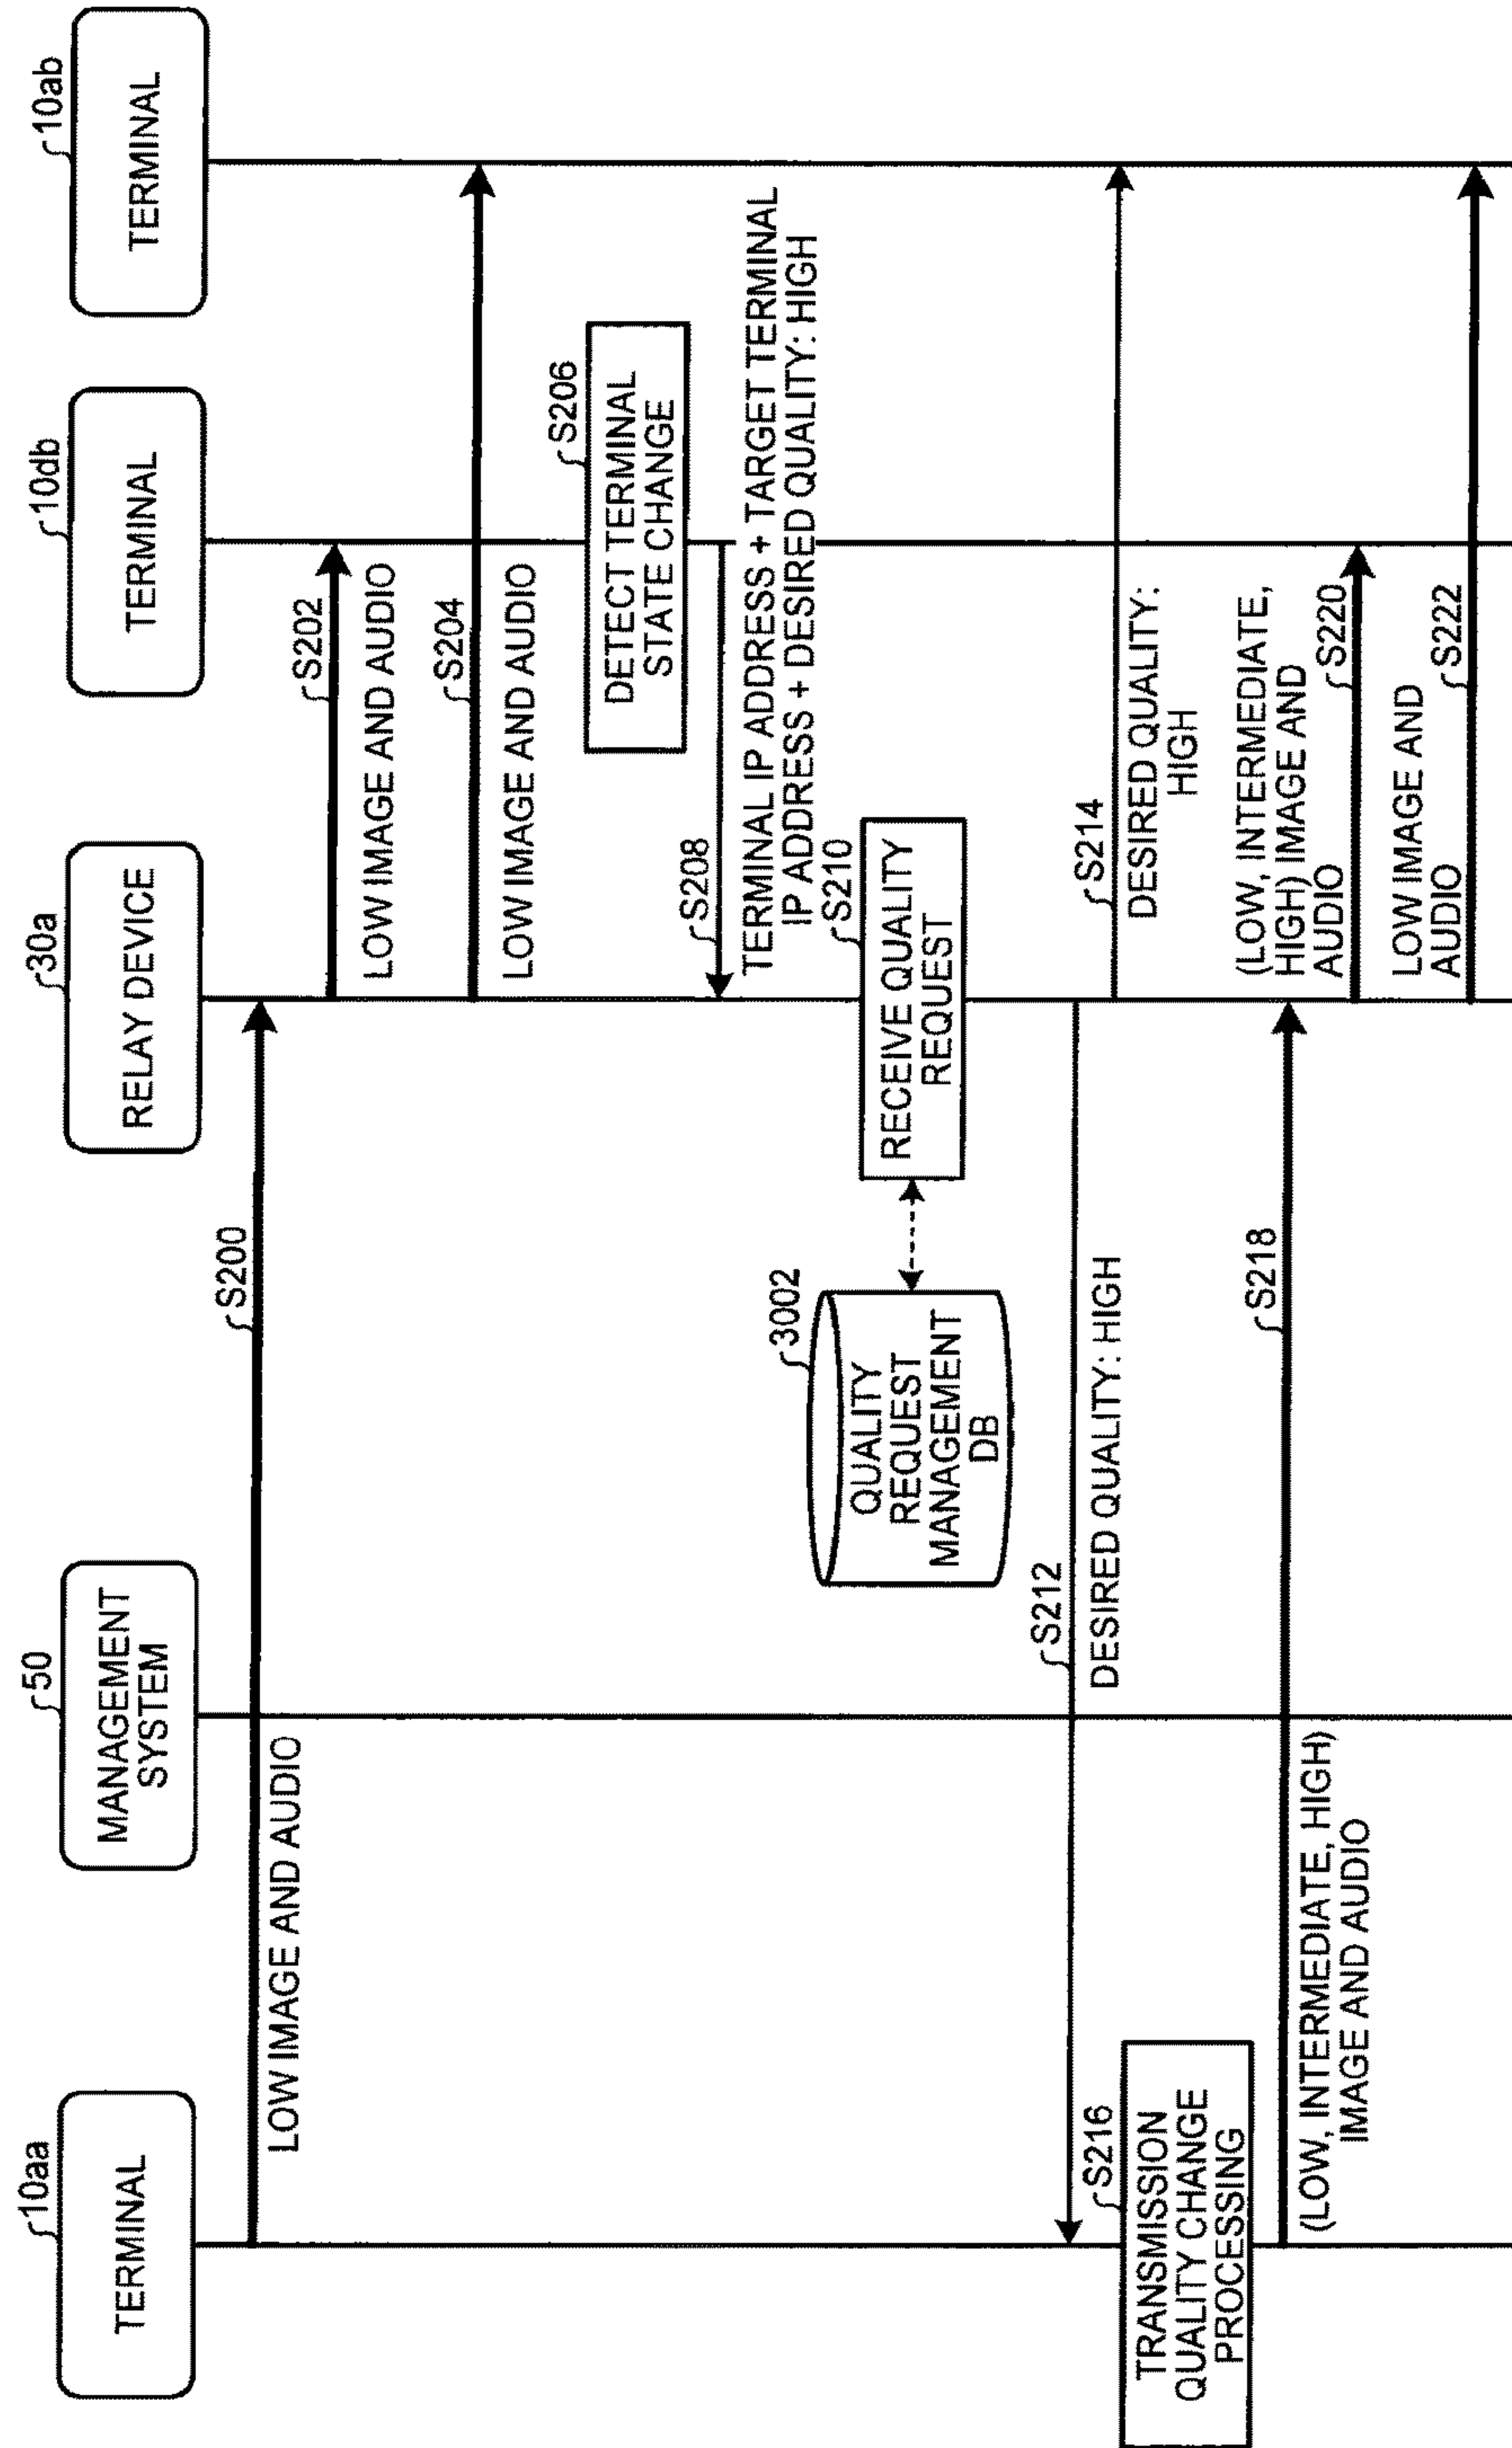 10aa
TERMINAL
50
MANAGEMENT
SYSTEM
30a
RELAY DEVICE
10db
TERMINAL
10ab
TERMINAL
S200
LOW IMAGE AND AUDIO
S202
LOW IMAGE AND AUDIO
S204
LOW IMAGE AND AUDIO
S206
DETECT TERMINAL
STATE CHANGE
S208
TERMINAL IP ADDRESS + TARGET TERMINAL
IP ADDRESS + DESIRED QUALITY: HIGH
S210
RECEIVE QUALITY
REQUEST
3002
QUALITY
REQUEST
MANAGEMENT
DB
S212
DESIRED QUALITY: HIGH
S214
DESIRED QUALITY:
HIGH
S216
TRANSMISSION
QUALITY CHANGE
PROCESSING
S218
(LOW, INTERMEDIATE, HIGH)
IMAGE AND AUDIO
(LOW, INTERMEDIATE,
HIGH) IMAGE AND
AUDIO
S220
LOW IMAGE AND
AUDIO
S222